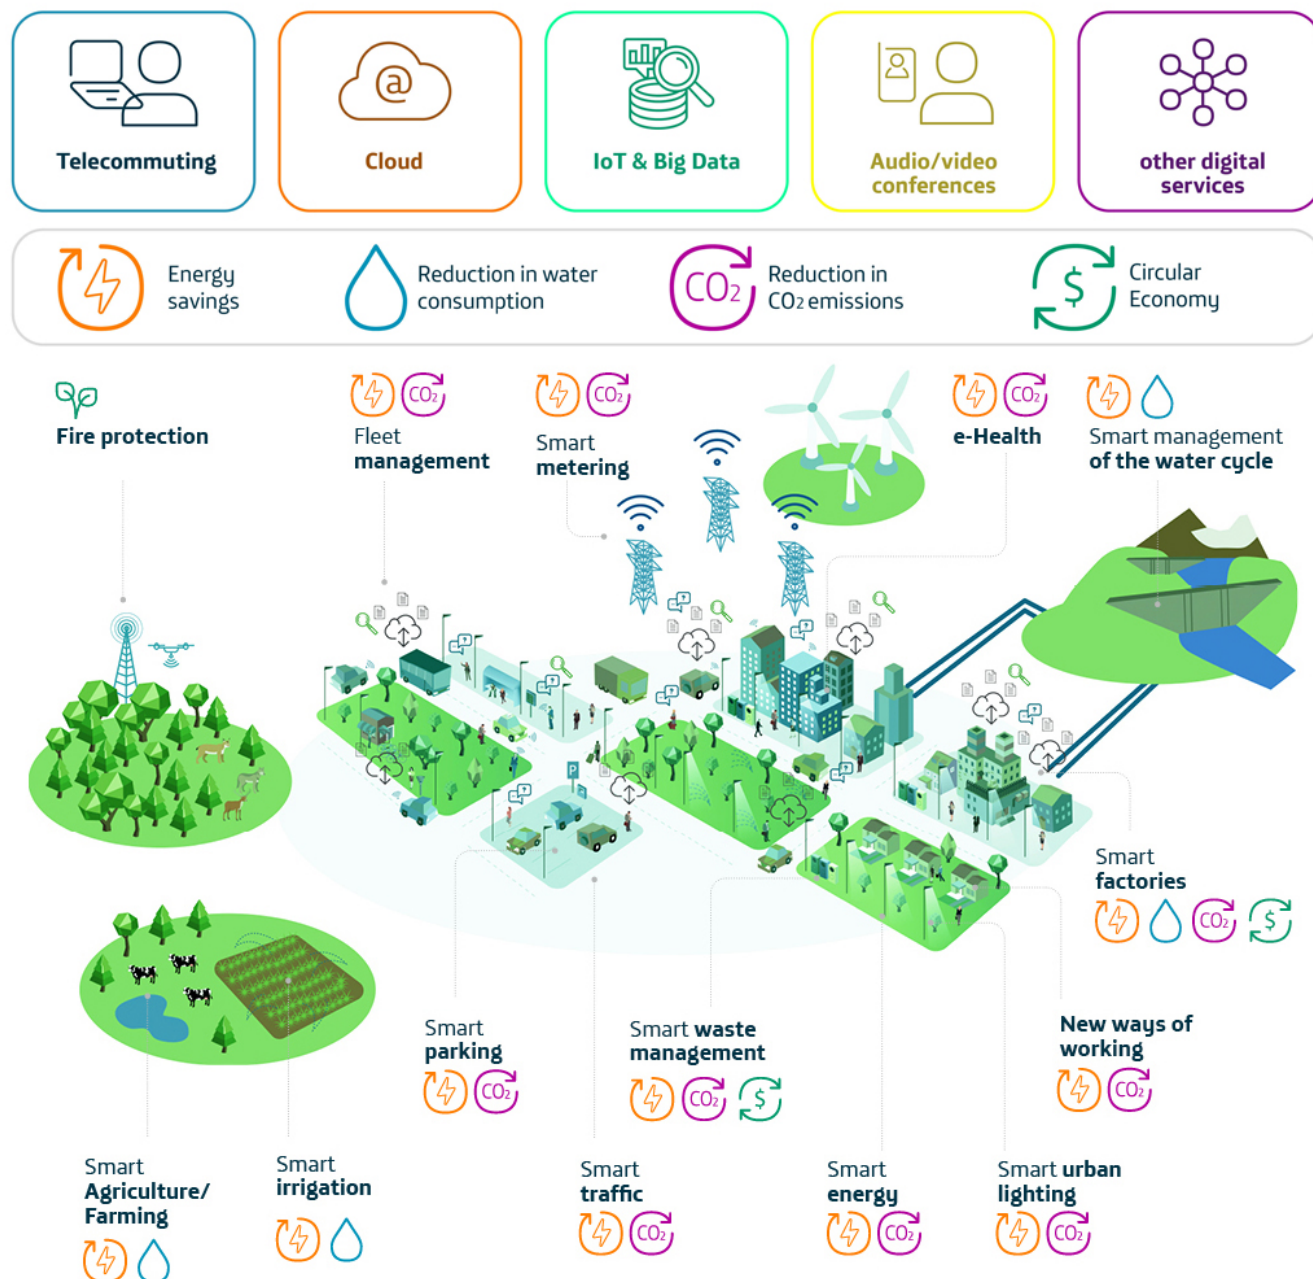 Telecommuting
Cloud
@
IoT & Big Data
Audio/video
conferences
other digital
services
Energy
savings
Reduction in water
consumption
CO₂
Reduction in
CO₂ emissions
$
Circular
Economy
Fire protection
CO₂
Fleet
management
CO₂
Smart
metering
CO₂
e-Health
Smart management
of the water cycle
P
Smart
factories
CO₂
$
Smart
parking
CO₂
Smart waste
management
CO₂
$
New ways of
working
CO₂
Smart
Agriculture/
Farming
Smart
irrigation
Smart
traffic
CO₂
Smart
energy
CO₂
Smart urban
lighting
CO₂